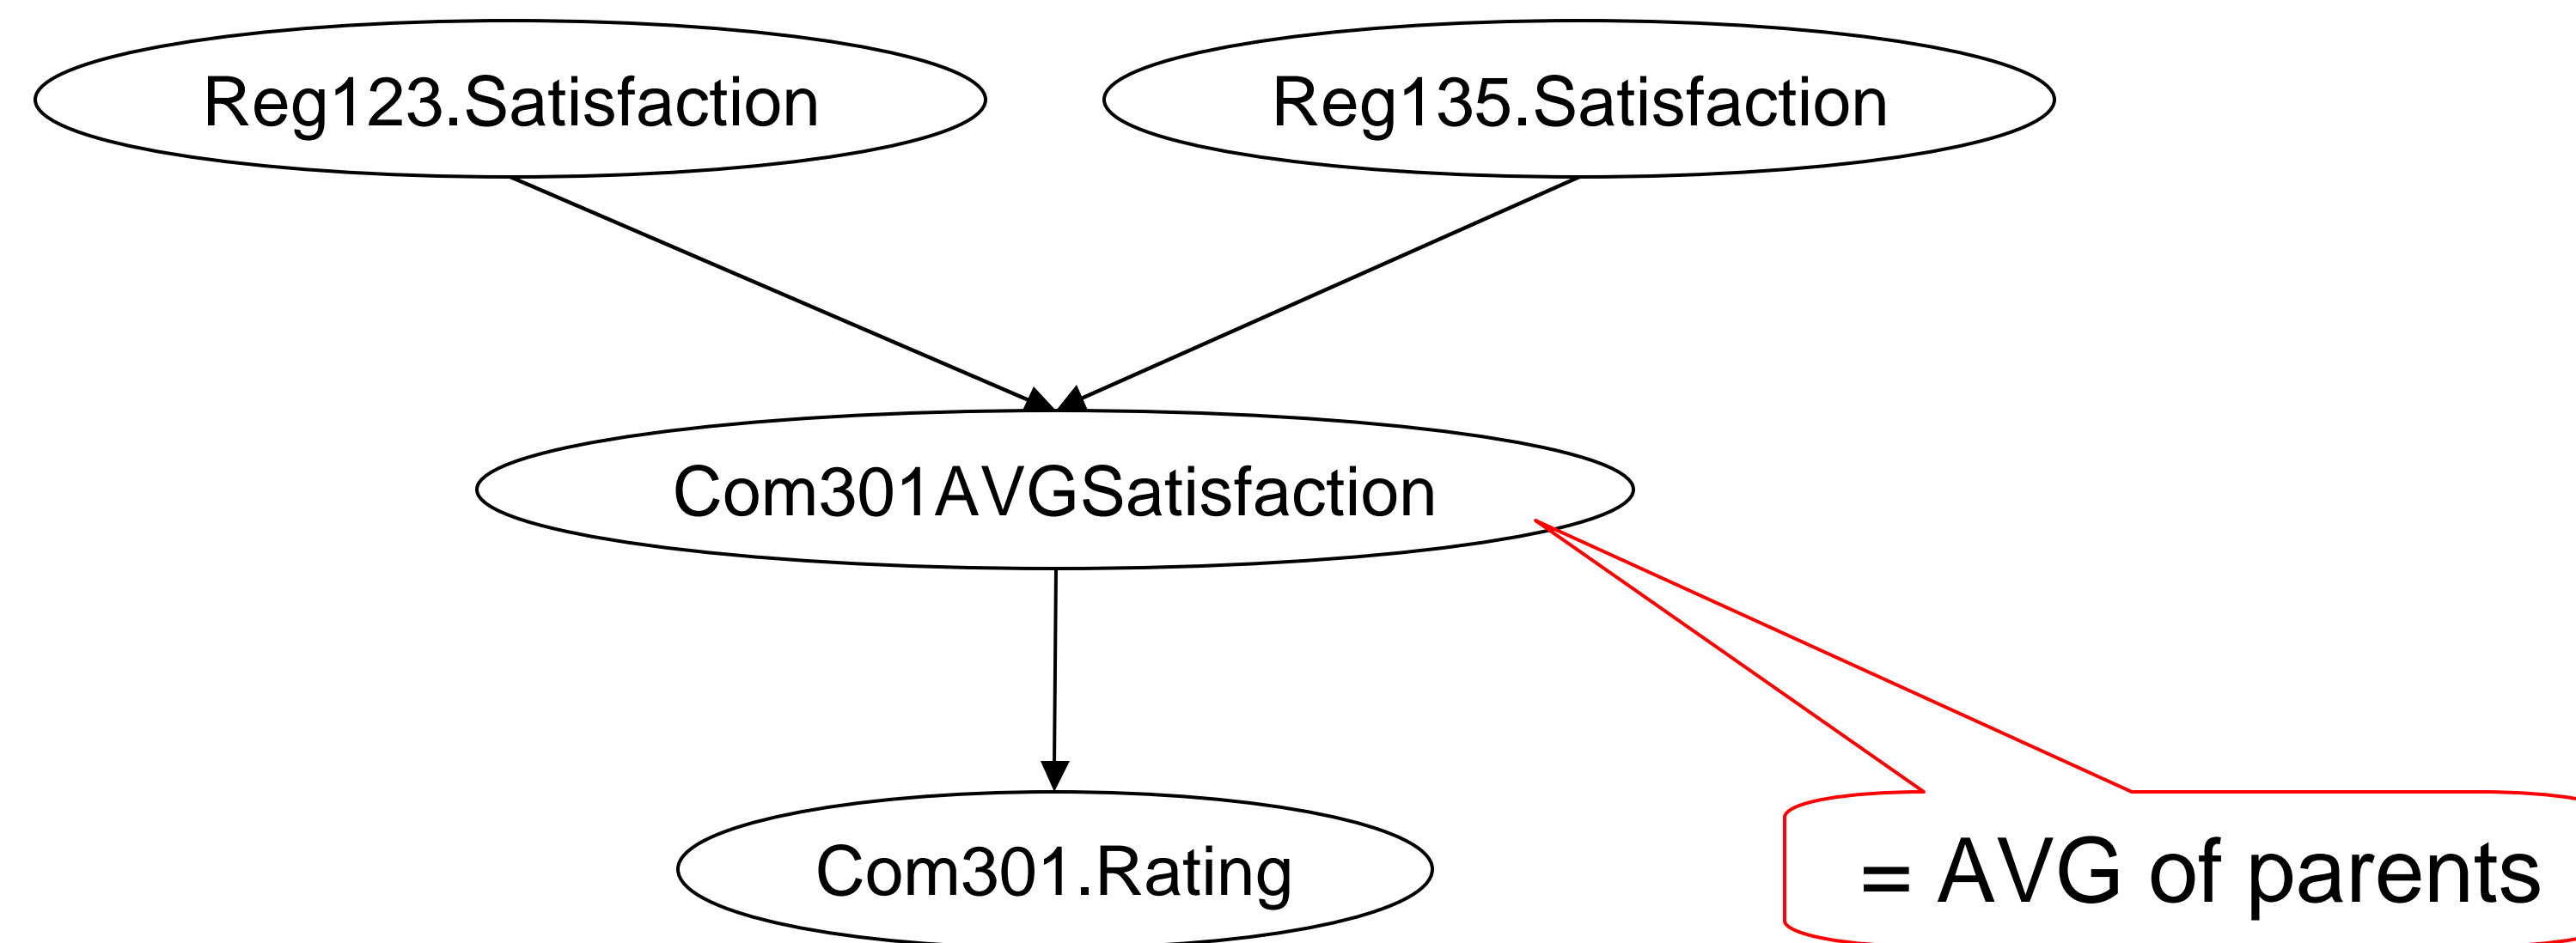 Reg123.Satisfaction
Reg135.Satisfaction
Com301AVGSatisfaction
Com301.Rating
= AVG of parents